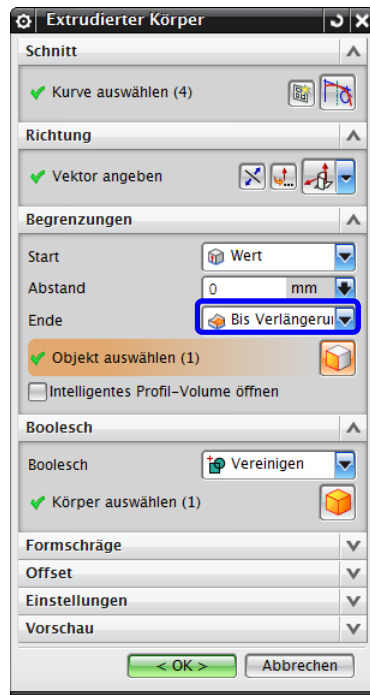 Extrudierter Körper
Schnitt
Kurve auswählen (4)
Richtung
Vektor angeben
Begrenzungen
Start Wert
Abstand 0 mm
Ende Bis Verlängeru
Objekt auswählen (1)
Intelligentes Profil-Volume öffnen
Boolesch
Boolesch Vereinigen
Körper auswählen (1)
Formschräge
Offset
Einstellungen
Vorschau
< OK > Abbrechen